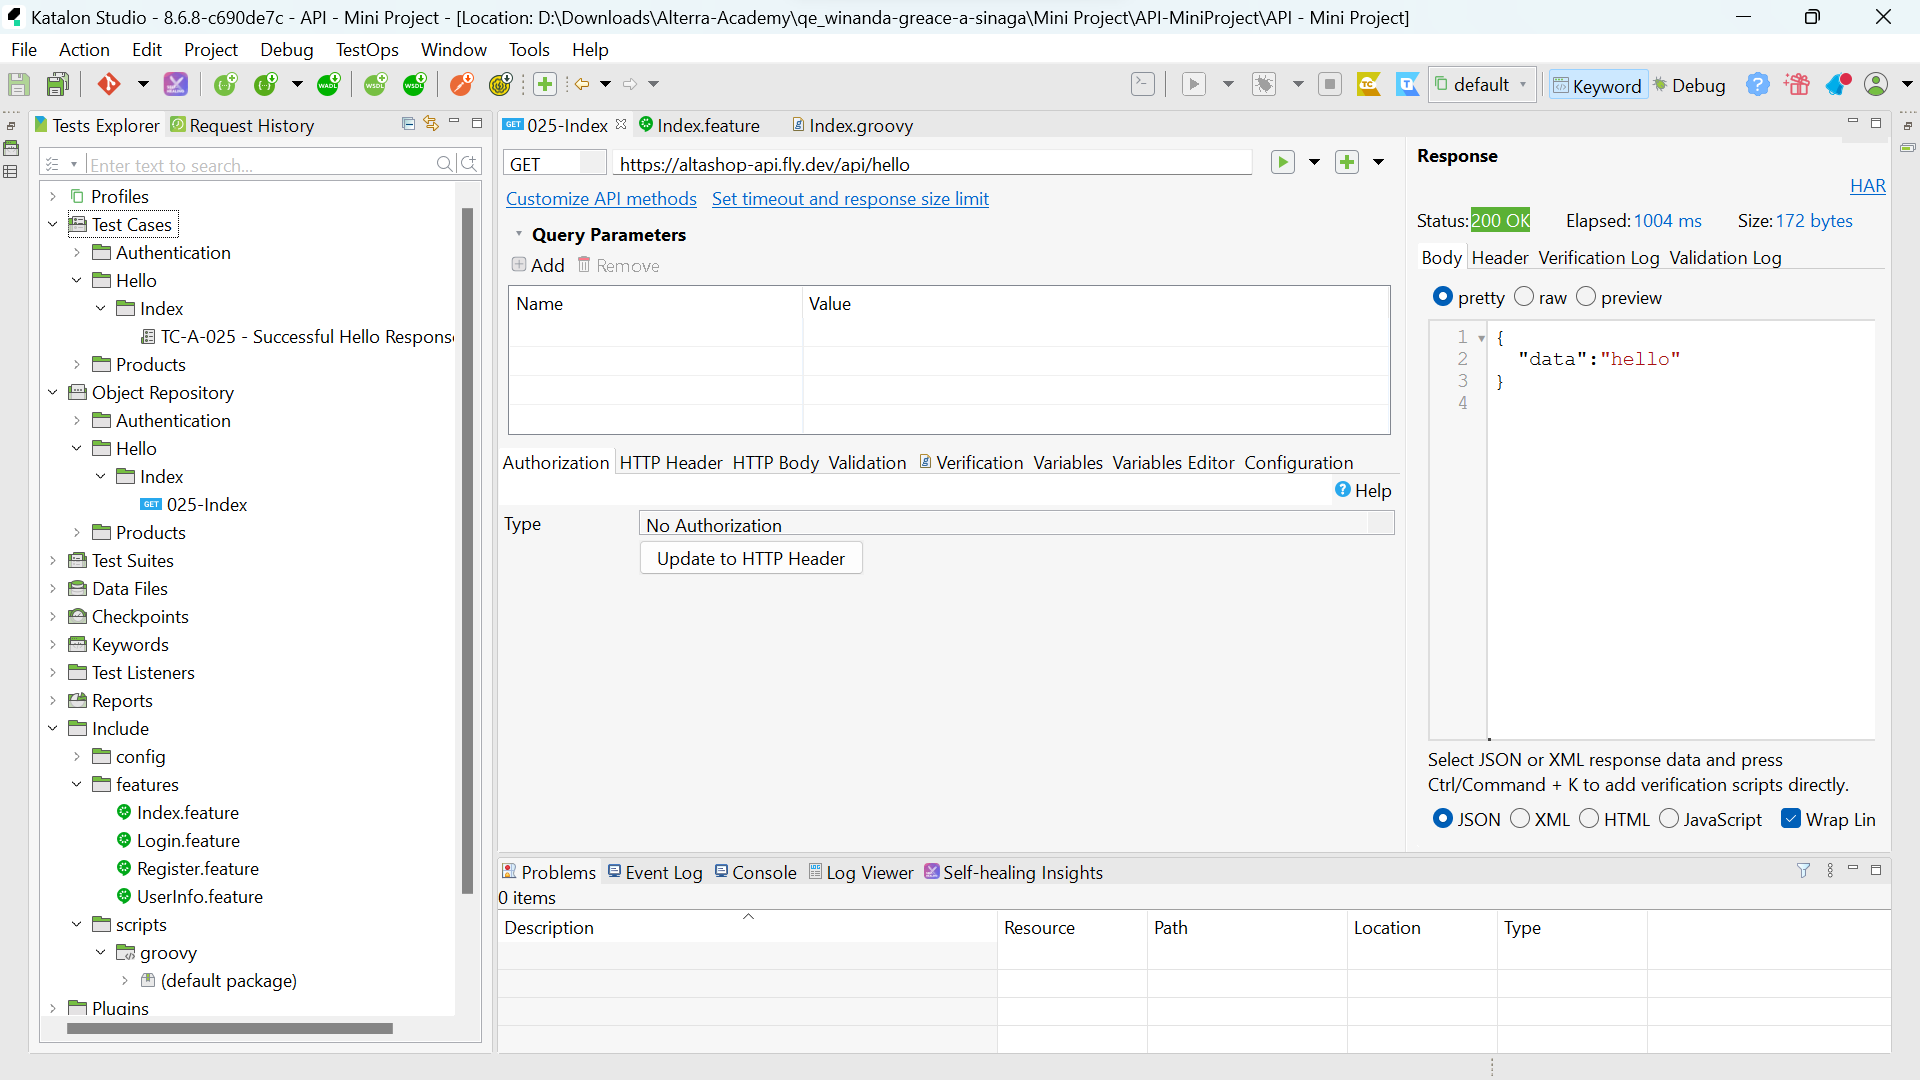 Katalon Studio - 8.6.8-c690de7c - API - Mini Project - [Location: D:\Downloads\Alterra-Academy\qe_winanda-greace-a-sinaga\Mini Project\API-MiniProject\API - Mini Project]
File Action Edit Project Debug TestOps Window Tools Help
default Keyword Debug
Tests Explorer Request History
Enter text to search...
Profiles
Test Cases
Authentication
Hello
Index
TC-A-025 - Successful Hello Respons
Products
Object Repository
Authentication
Hello
Index
GET 025-Index
Products
Test Suites
Data Files
Checkpoints
Keywords
Test Listeners
Reports
Include
config
features
Index.feature
Login.feature
Register.feature
UserInfo.feature
scripts
groovy
(default package)
Plugins
GET 025-Index Index.feature Index.groovy
GET https://altashop-api.fly.dev/api/hello
Customize API methods Set timeout and response size limit
Query Parameters
Add Remove
Name Value
Authorization HTTP Header HTTP Body Validation Verification Variables Variables Editor Configuration
Help
Type No Authorization
Update to HTTP Header
Response
HAR
Status: 200 OK Elapsed: 1004 ms Size: 172 bytes
Body Header Verification Log Validation Log
pretty raw preview
1 {
2 "data":"hello"
3 }
4
Select JSON or XML response data and press
Ctrl/Command + K to add verification scripts directly.
JSON XML HTML JavaScript Wrap Lin
Problems Event Log Console Log Viewer Self-healing Insights
0 items
Description Resource Path Location Type